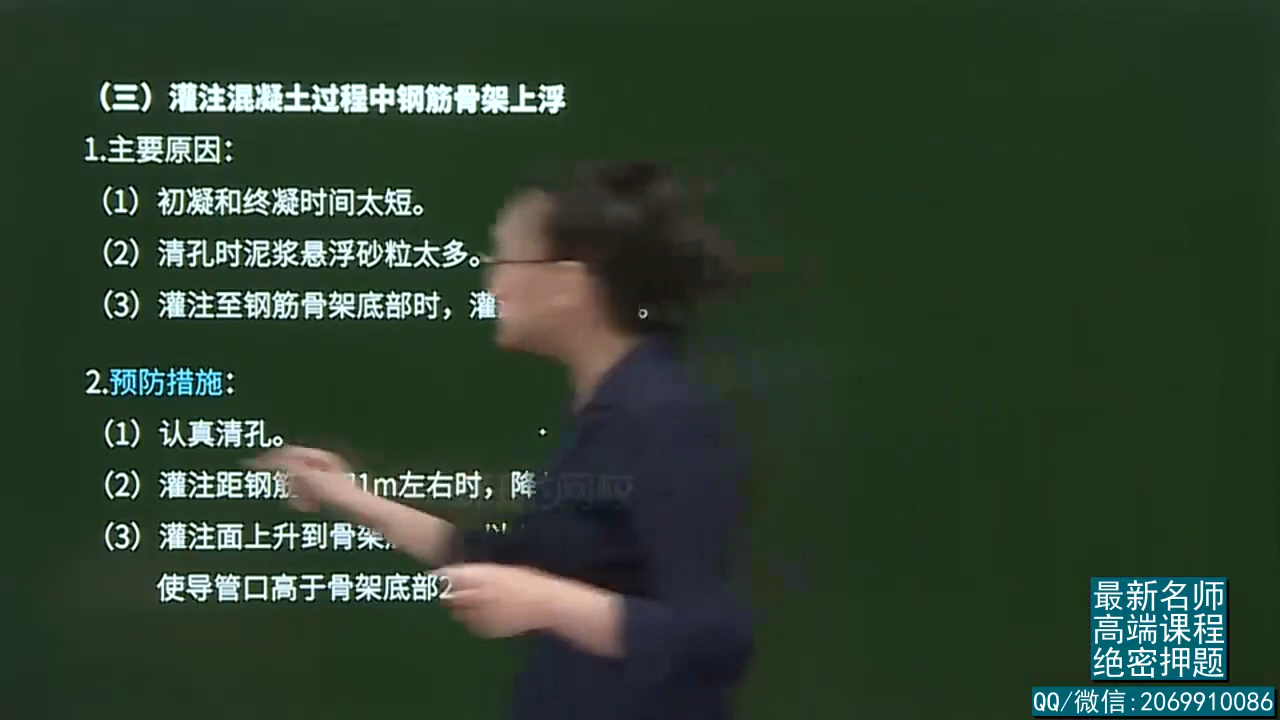 （三）灌注混凝土过程中钢筋骨架上浮
1.主要原因：
（1）初凝和终凝时间太短。
（2）清孔时泥浆悬浮砂粒太多。
（3）灌注至钢筋骨架底部时，灌
。
2.预防措施：
（1）认真清孔。
（2）灌注距钢筋 1m左右时，降
（3）灌注面上升到骨架
使导管口高于骨架底部2
最新名师
高端课程
绝密押题
QQ/微信:2069910086